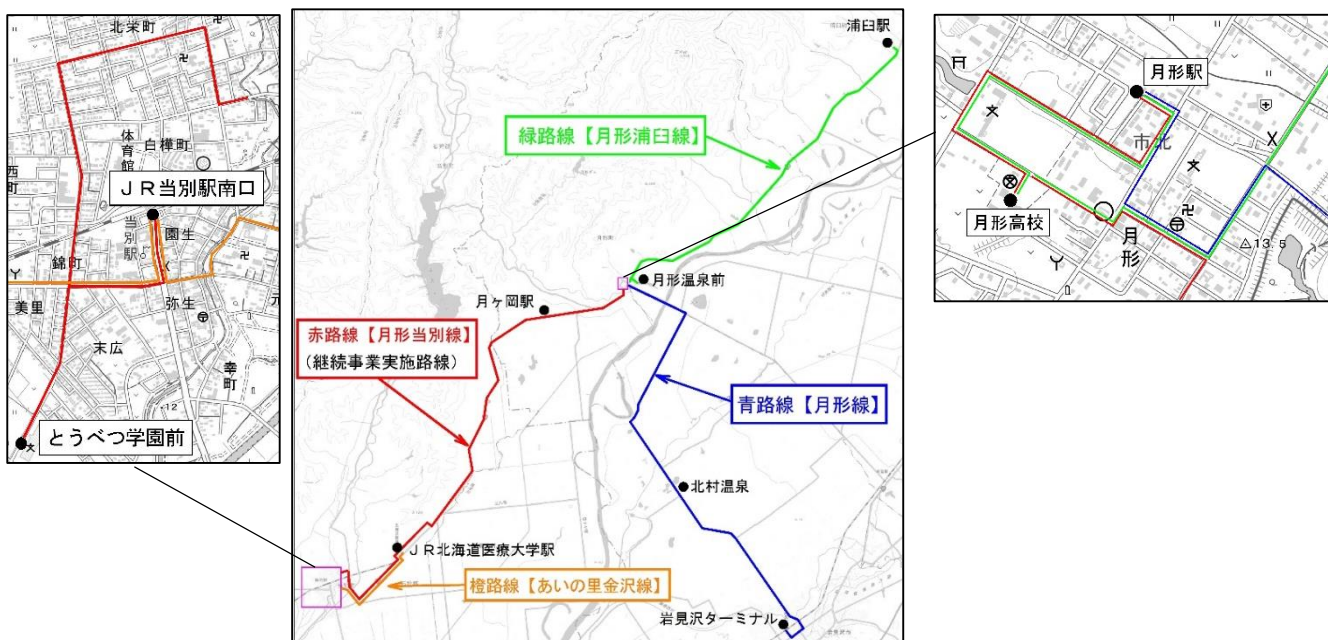 北栄町
体育館
白樺町
西町
JR当別駅南口
当別駅
園生
錦町
美里
弥生
末広
幸町
・12
とうべつ学園前
浦臼駅
緑路線【月形浦臼線】
月形温泉前
月ヶ岡駅
赤路線【月形当別線】
(継続事業実施路線)
青路線【月形線】
北村温泉
JR北海道医療大学駅
橙路線【あいの里金沢線】
岩見沢ターミナル
月形駅
市北
月形高校
月形
△13.5